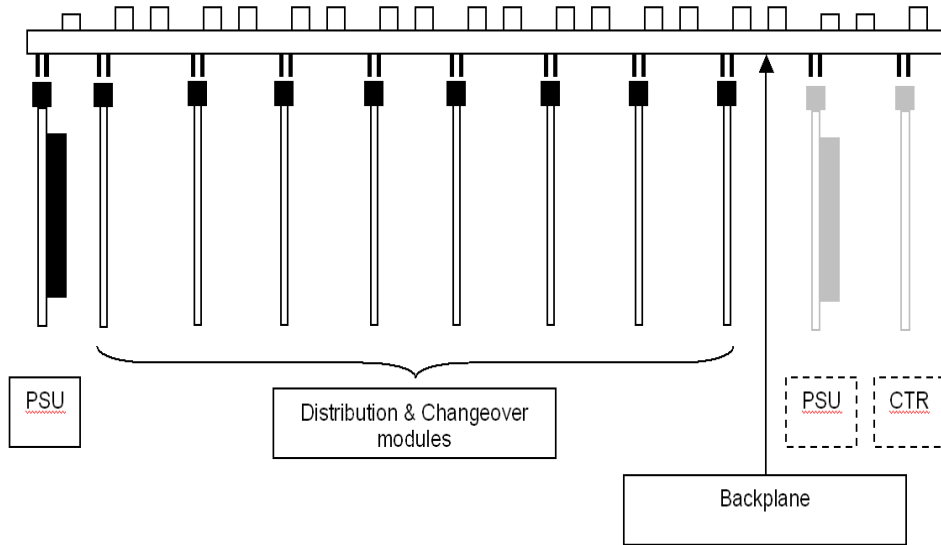 PSU
Distribution & Changeover
modules
PSU
CTR
Backplane